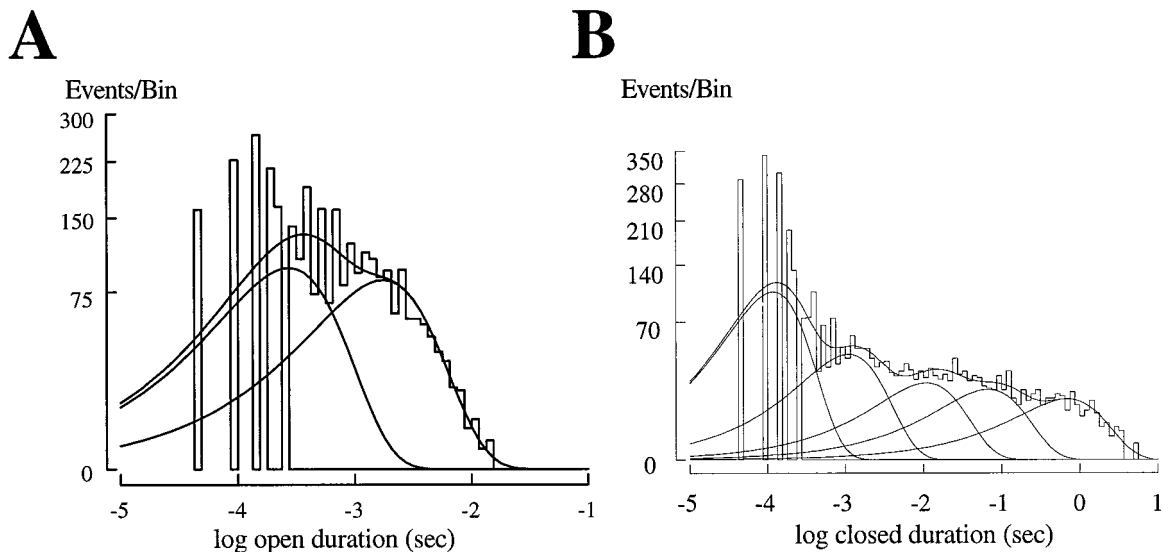 A
Events/Bin
300
225
150
75
0
-5 -4 -3 -2 -1
log open duration (sec)
B
Events/Bin
350
280
210
140
70
0
-5 -4 -3 -2 -1 0 1
log closed duration (sec)